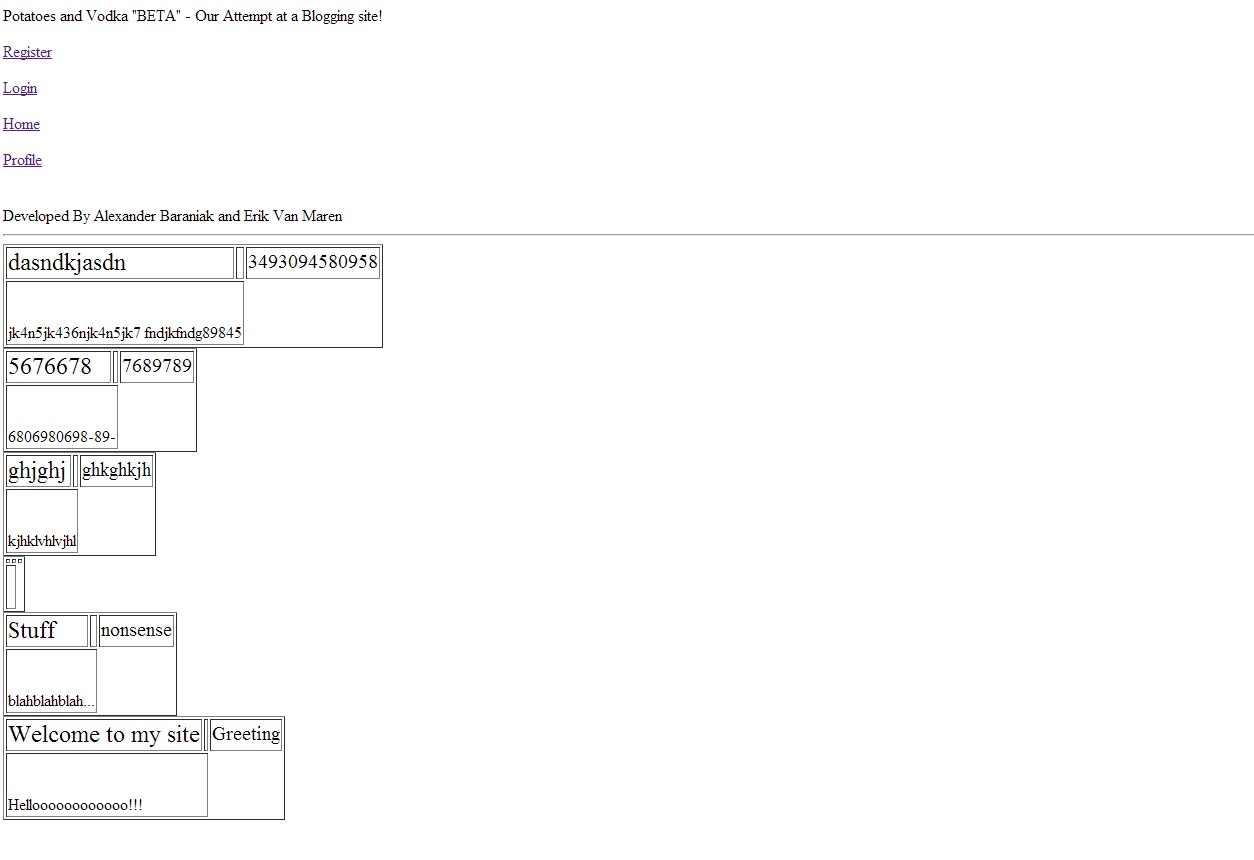 Potatoes and Vodka "BETA" - Our Attempt at a Blogging site!
Register
Login
Home
Profile
Developed By Alexander Baraniak and Erik Van Maren
dasndkjasdn 3493094580958
jk4n5jk436njk4n5jk7 fndjkfndg89845
5676678 7689789
6806980698-89-
ghjghj ghkghkjh
kjhklvhlvjhl
Stuff nonsense
blahblahblah...
Welcome to my site Greeting
Helloooooooooooo!!!